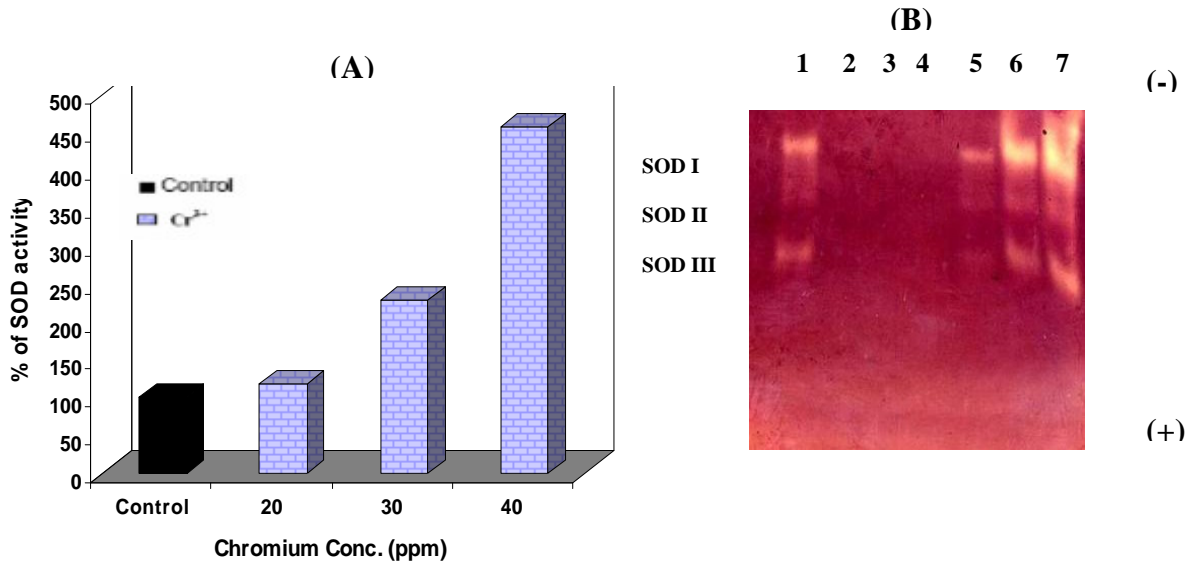 (A)
% of SOD activity
500
450
400
350
300
250
200
150
100
50
0
Control
Cr³⁺
Control 20 30 40
Chromium Conc. (ppm)
(B)
1 2 3 4 5 6 7
(-)
SOD I
SOD II
SOD III
(+)